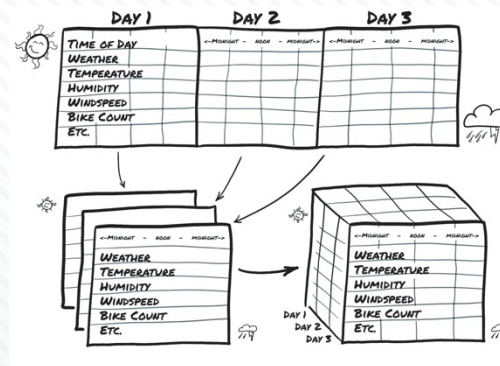 DAY 1 DAY 2 DAY 3
TIME OF DAY <-MIDNIGHT - NOON - MIDNIGHT-> <-MIDNIGHT - NOON - MIDNIGHT->
WEATHER
TEMPERATURE
HUMIDITY
WINDSPEED
BIKE COUNT
ETC.
<-MIDNIGHT - NOON - MIDNIGHT->
WEATHER
TEMPERATURE
HUMIDITY
WINDSPEED
BIKE COUNT
ETC.
<-MIDNIGHT - NOON - MIDNIGHT->
WEATHER
TEMPERATURE
HUMIDITY
WINDSPEED
BIKE COUNT
ETC.
DAY 1
DAY 2
DAY 3